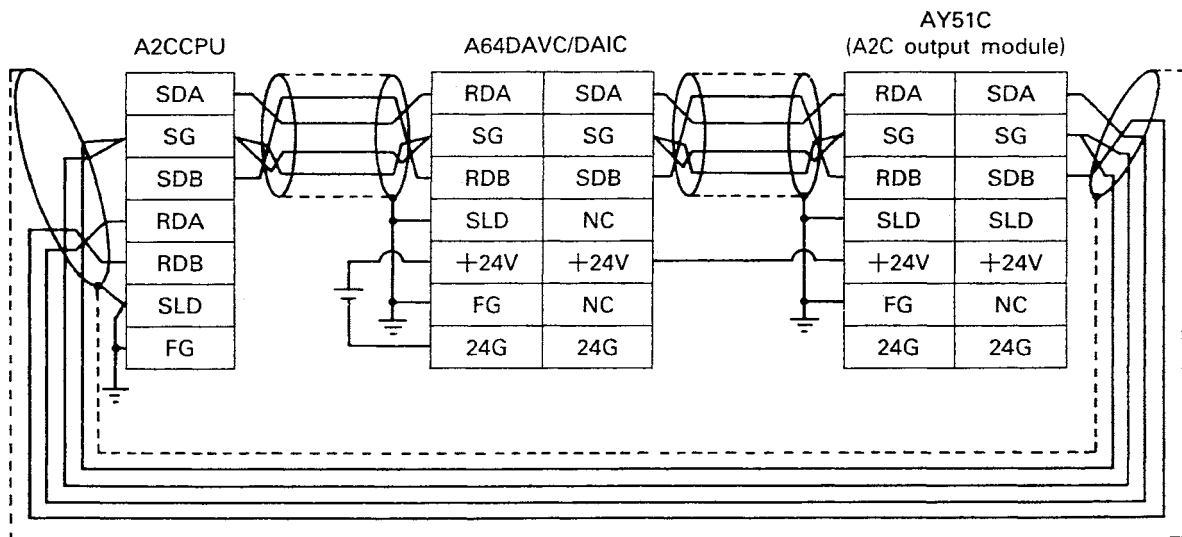 AY51C
A2CCPU A64DAVC/DAIC (A2C output module)
SDA RDA SDA RDA SDA
SG SG SG SG SG
SDB RDB SDB RDB SDB
RDA SLD NC SLD SLD
RDB +24V +24V +24V +24V
SLD FG NC FG NC
FG 24G 24G 24G 24G